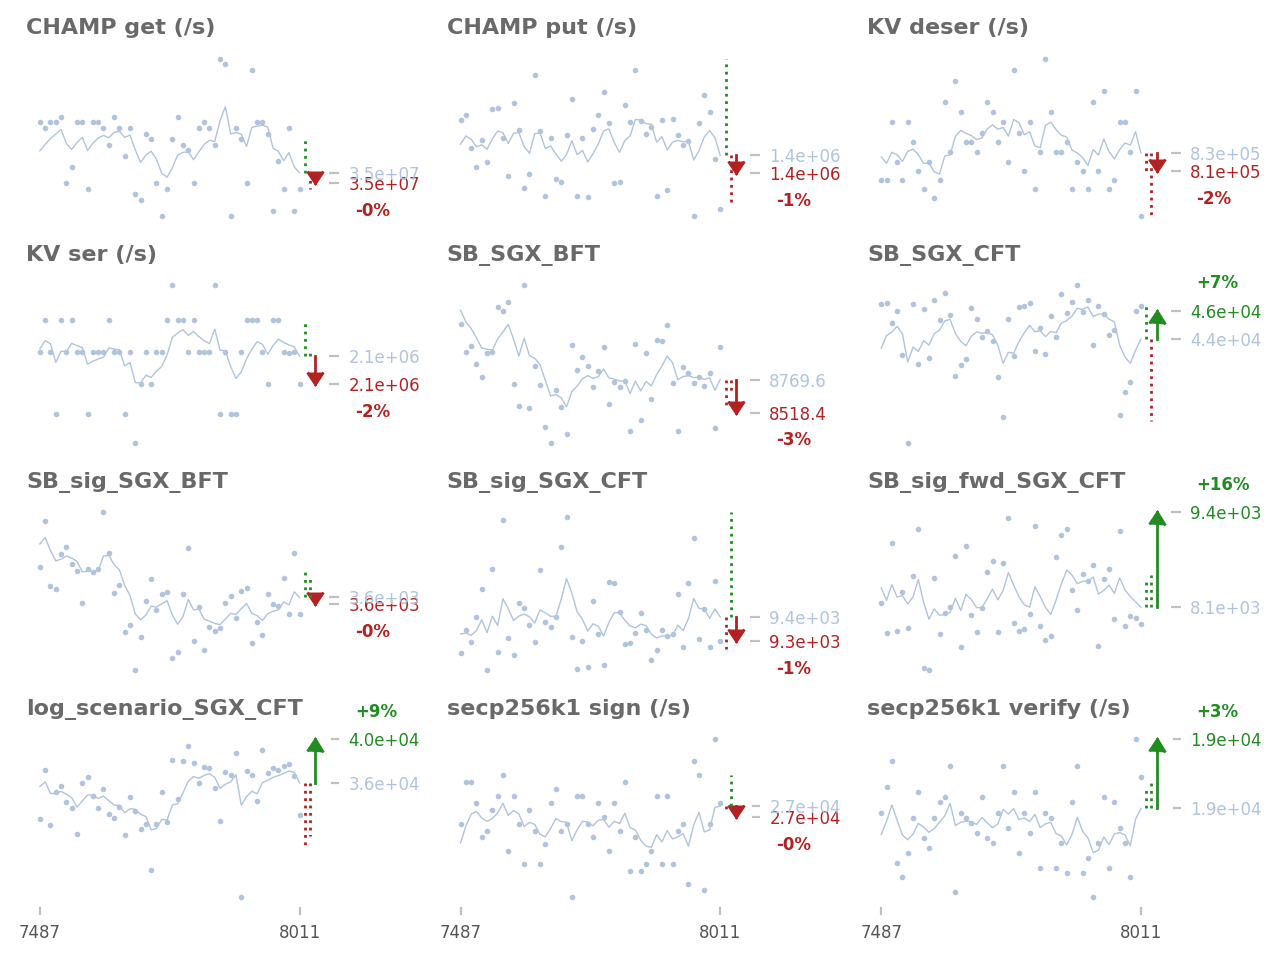 CHAMP get (/s)
3.5e+07
3.5e+07
-0%
CHAMP put (/s)
1.4e+06
1.4e+06
-1%
KV deser (/s)
8.3e+05
8.1e+05
-2%
KV ser (/s)
2.1e+06
2.1e+06
-2%
SB_SGX_BFT
8769.6
8518.4
-3%
SB_SGX_CFT
+7%
4.6e+04
4.4e+04
SB_sig_SGX_BFT
3.6e+03
3.6e+03
-0%
SB_sig_SGX_CFT
9.4e+03
9.3e+03
-1%
SB_sig_fwd_SGX_CFT
+16%
9.4e+03
8.1e+03
log_scenario_SGX_CFT
+9%
4.0e+04
3.6e+04
7487
8011
secp256k1 sign (/s)
2.7e+04
2.7e+04
-0%
7487
8011
secp256k1 verify (/s)
+3%
1.9e+04
1.9e+04
7487
8011